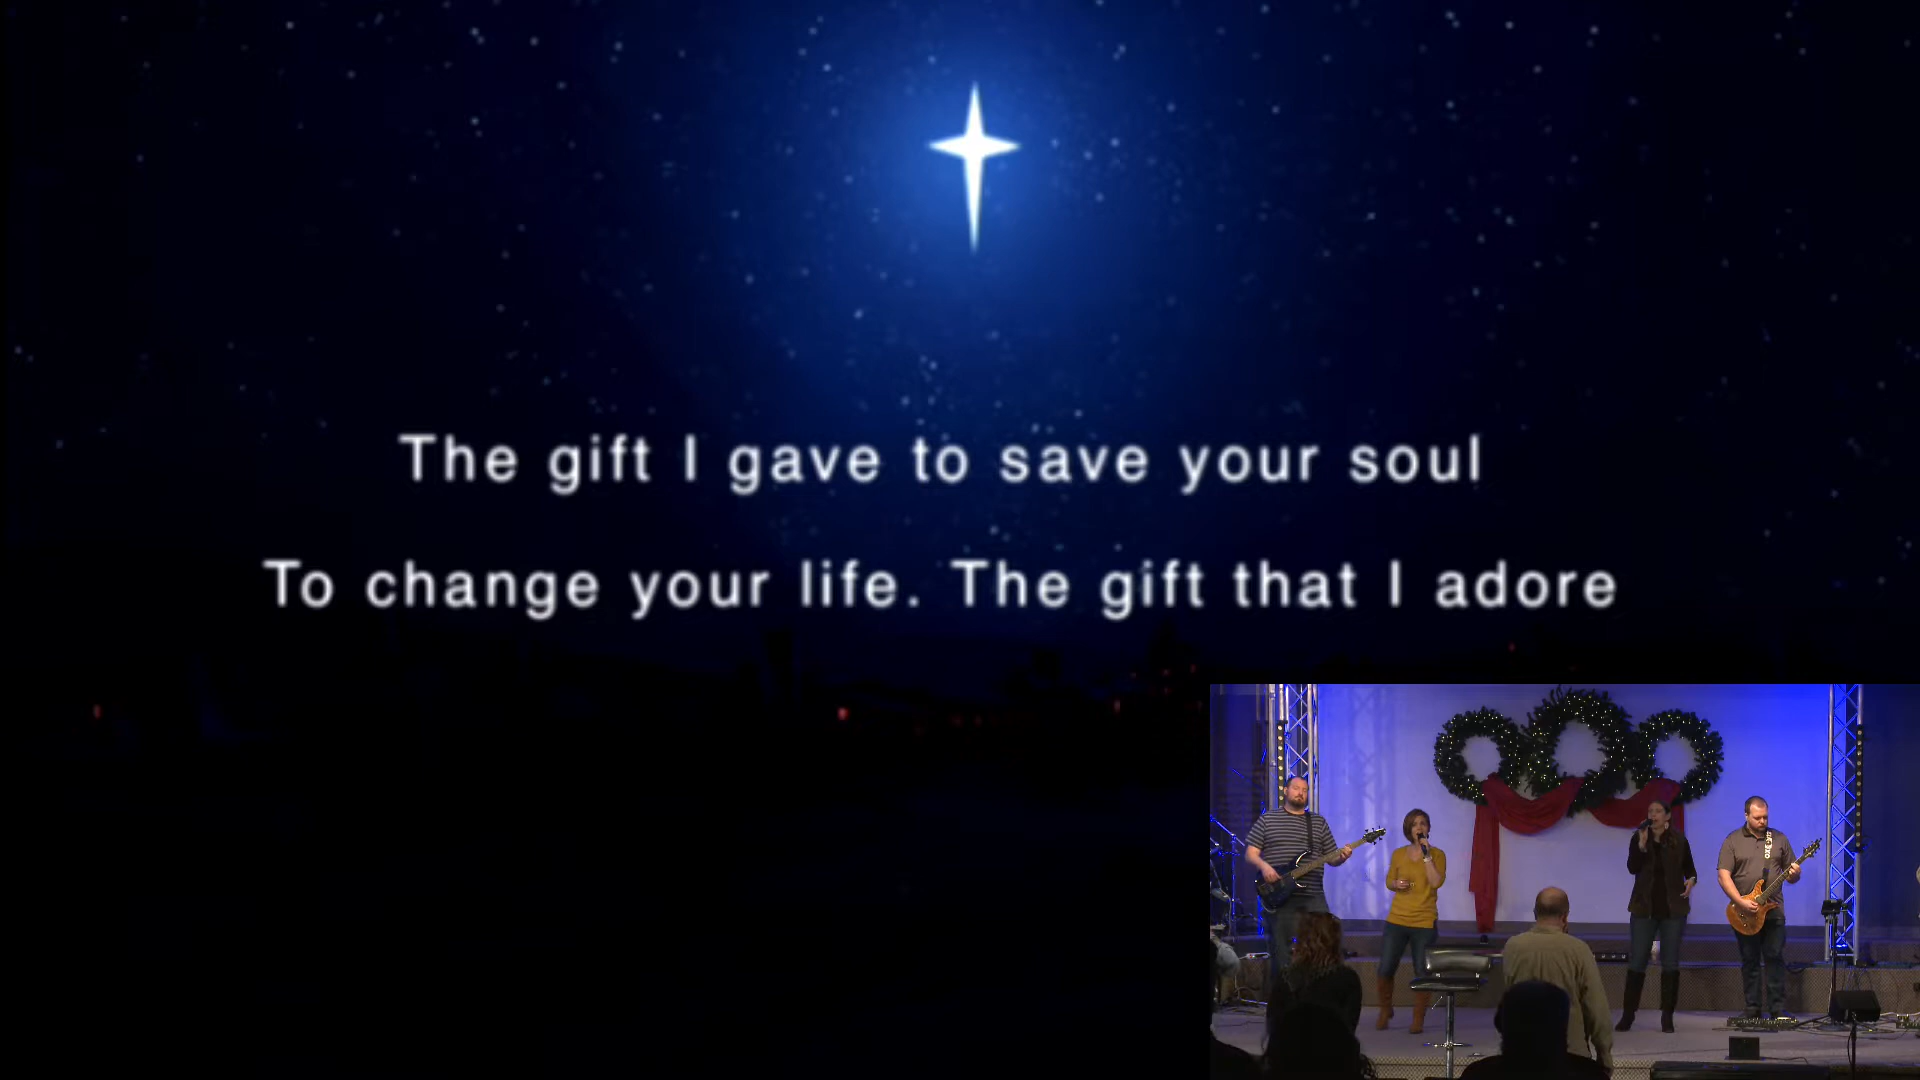 The gift I gave to save your soul
To change your life. The gift that I adore